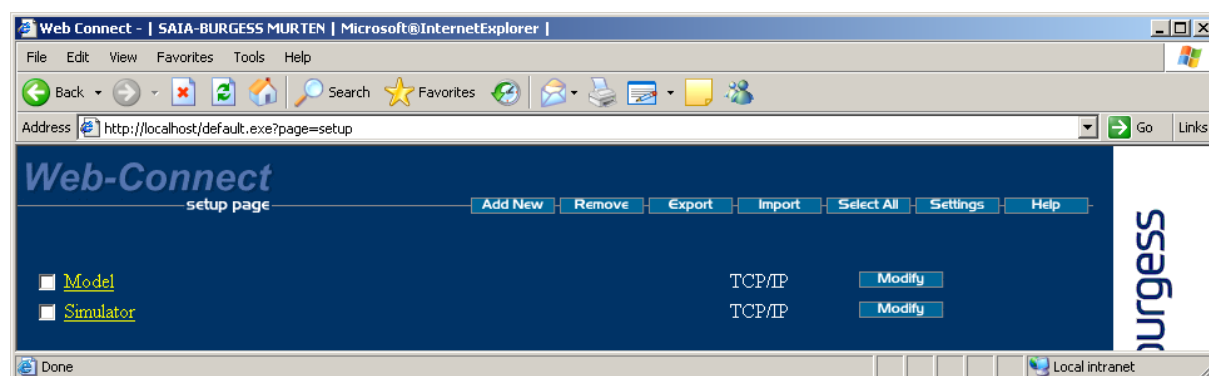 Web Connect - | SAIA-BURGESS MURTEN | Microsoft®InternetExplorer |
File Edit View Favorites Tools Help
Back Search Favorites
Address http://localhost/default.exe?page=setup Go Links
Web-Connect
setup page Add New Remove Export Import Select All Settings Help
Model TCP/IP Modify
Simulator TCP/IP Modify
burgess
Done Local intranet